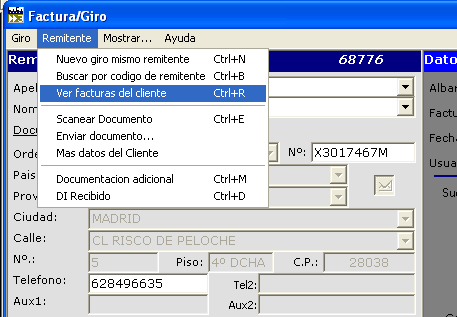 Factura/Giro
Giro Remitente Mostrar... Ayuda
Rem 68776 Dato
Nuevo giro mismo remitente Ctrl+N
Buscar por codigo de remitente Ctrl+B
Ver facturas del cliente Ctrl+R
Scanear Documento Ctrl+E
Enviar documento...
Mas datos del Cliente
Documentacion adicional Ctrl+M
DI Recibido Ctrl+D
Apel
Nom
Docu
Orde Nº: X3017467M
Pais
Prov
Ciudad: MADRID
Calle: CL RISCO DE PELOCHE
Nº.: 5 Piso: 4º DCHA C.P.: 28038
Telefono: 628496635 Tel2:
Aux1: Aux2:
Albar
Factu
Fecha
Usua
Su